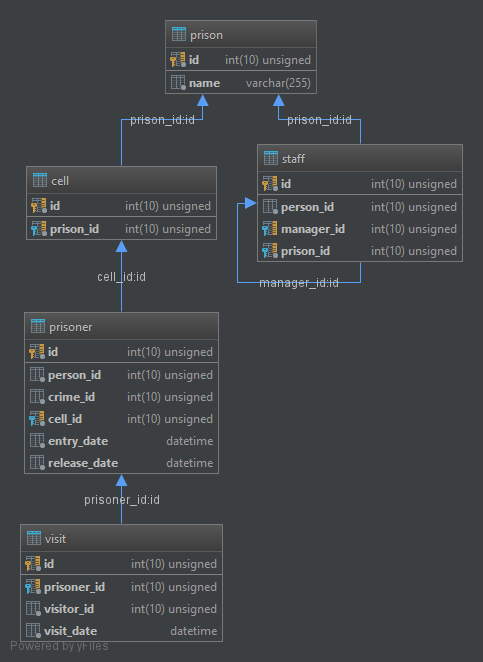 prison
id int(10) unsigned
name varchar(255)
prison_id:id
prison_id:id
cell
id int(10) unsigned
prison_id int(10) unsigned
staff
id int(10) unsigned
person_id int(10) unsigned
manager_id int(10) unsigned
prison_id int(10) unsigned
cell_id:id
manager_id:id
prisoner
id int(10) unsigned
person_id int(10) unsigned
crime_id int(10) unsigned
cell_id int(10) unsigned
entry_date datetime
release_date datetime
prisoner_id:id
visit
id int(10) unsigned
prisoner_id int(10) unsigned
visitor_id int(10) unsigned
visit_date datetime
Powered by yFiles